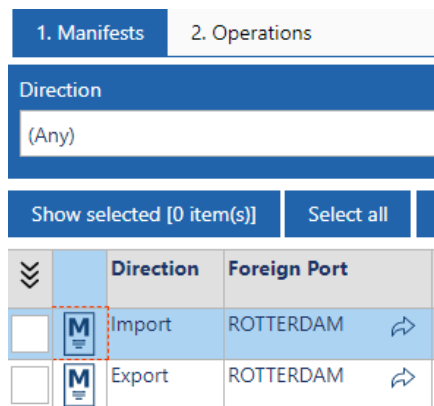 1. Manifests 2. Operations
Direction
(Any)
Show selected [0 item(s)] Select all
Direction Foreign Port
M Import ROTTERDAM
M Export ROTTERDAM